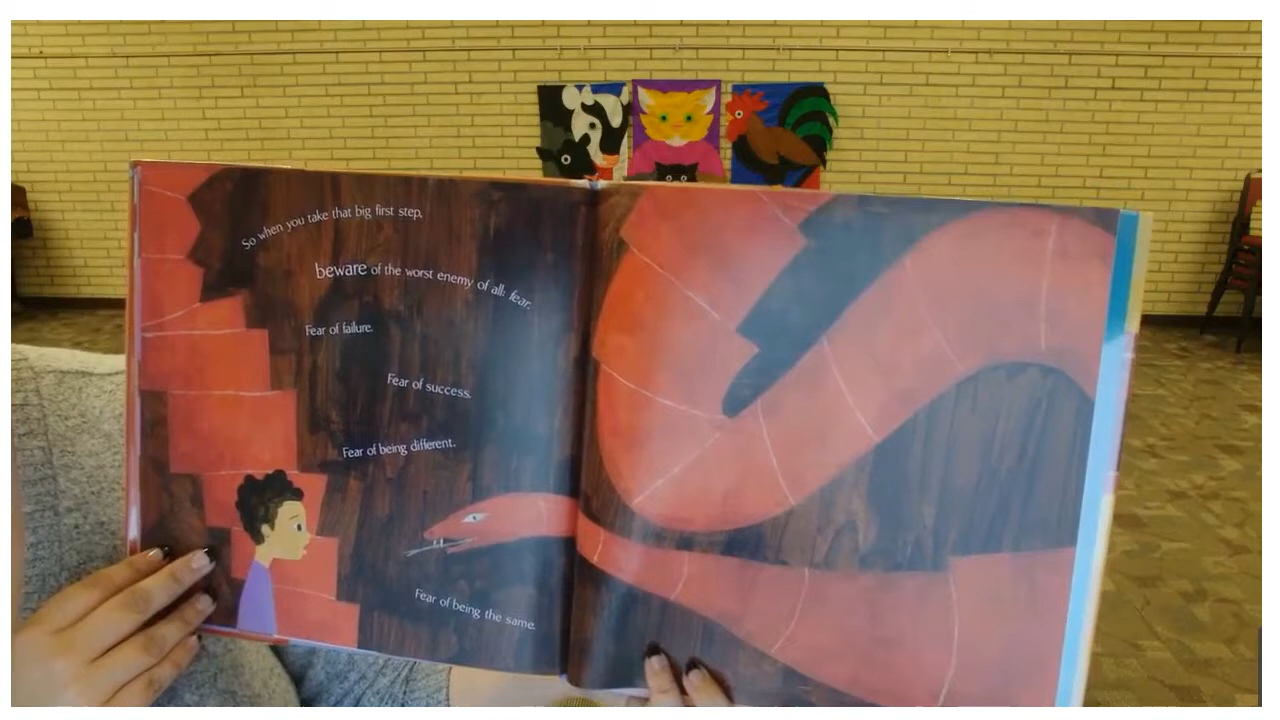 So when you take that big first step,
beware of the worst enemy of all: fear.
Fear of failure.
Fear of success.
Fear of being different.
Fear of being the same.